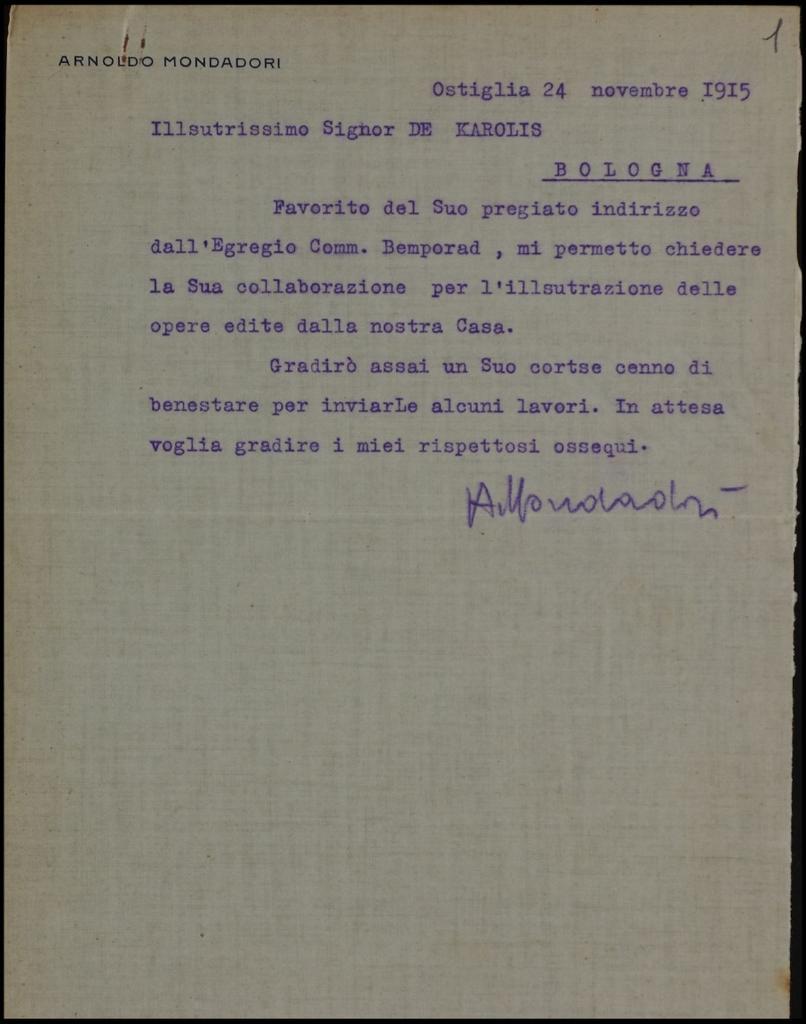 1
ARNOLDO MONDADORI
Ostiglia 24 novembre 1915
Illsutrissimo Signor DE KAROLIS
BOLOGNA
Favorito del Suo pregiato indirizzo
dall'Egregio Comm. Bemporad , mi permetto chiedere
la Sua collaborazione per l'illsutrazione delle
opere edite dalla nostra Casa.
Gradirò assai un Suo cortse cenno di
benestare per inviarLe alcuni lavori. In attesa
voglia gradire i miei rispettosi ossequi.
AMondadori